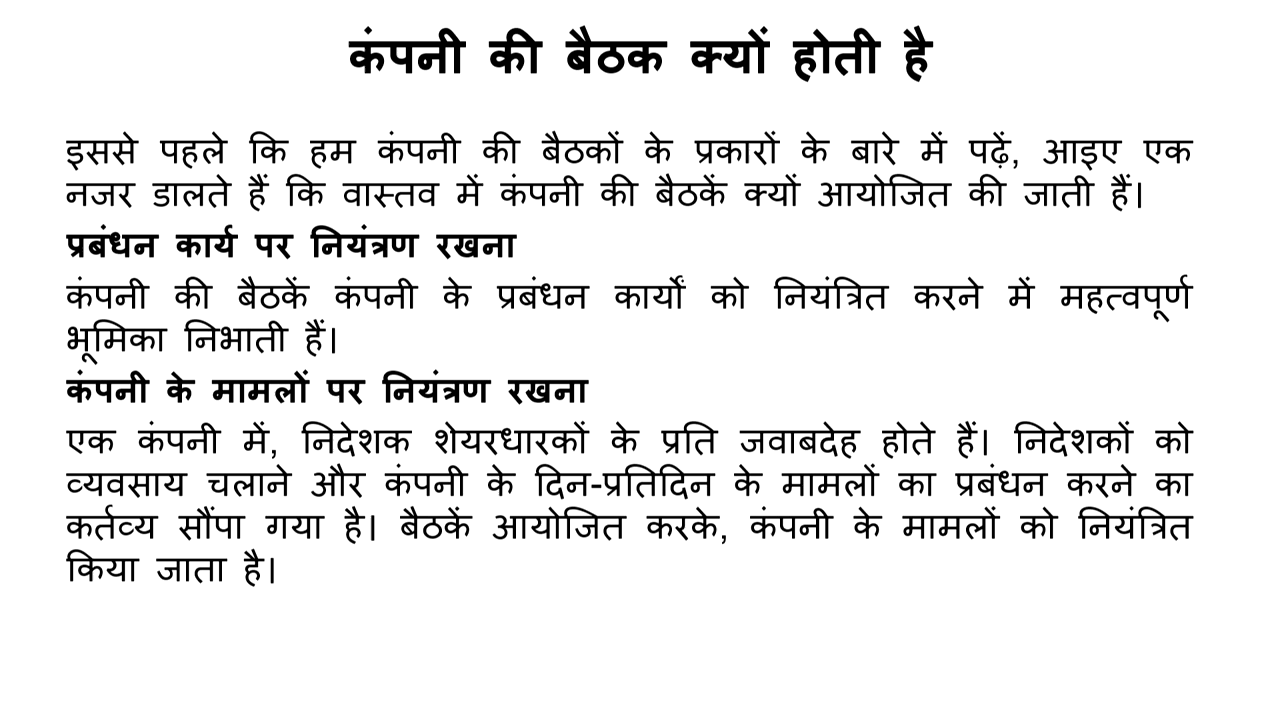 कंपनी की बैठक क्यों होती है
इससे पहले कि हम कंपनी की बैठकों के प्रकारों के बारे में पढ़ें, आइए एक
नजर डालते हैं कि वास्तव में कंपनी की बैठकें क्यों आयोजित की जाती हैं।
प्रबंधन कार्य पर नियंत्रण रखना
कंपनी की बैठकें कंपनी के प्रबंधन कार्यों को नियंत्रित करने में महत्वपूर्ण
भूमिका निभाती हैं।
कंपनी के मामलों पर नियंत्रण रखना
एक कंपनी में, निदेशक शेयरधारकों के प्रति जवाबदेह होते हैं। निदेशकों को
व्यवसाय चलाने और कंपनी के दिन-प्रतिदिन के मामलों का प्रबंधन करने का
कर्तव्य सौंपा गया है। बैठकें आयोजित करके, कंपनी के मामलों को नियंत्रित
किया जाता है।